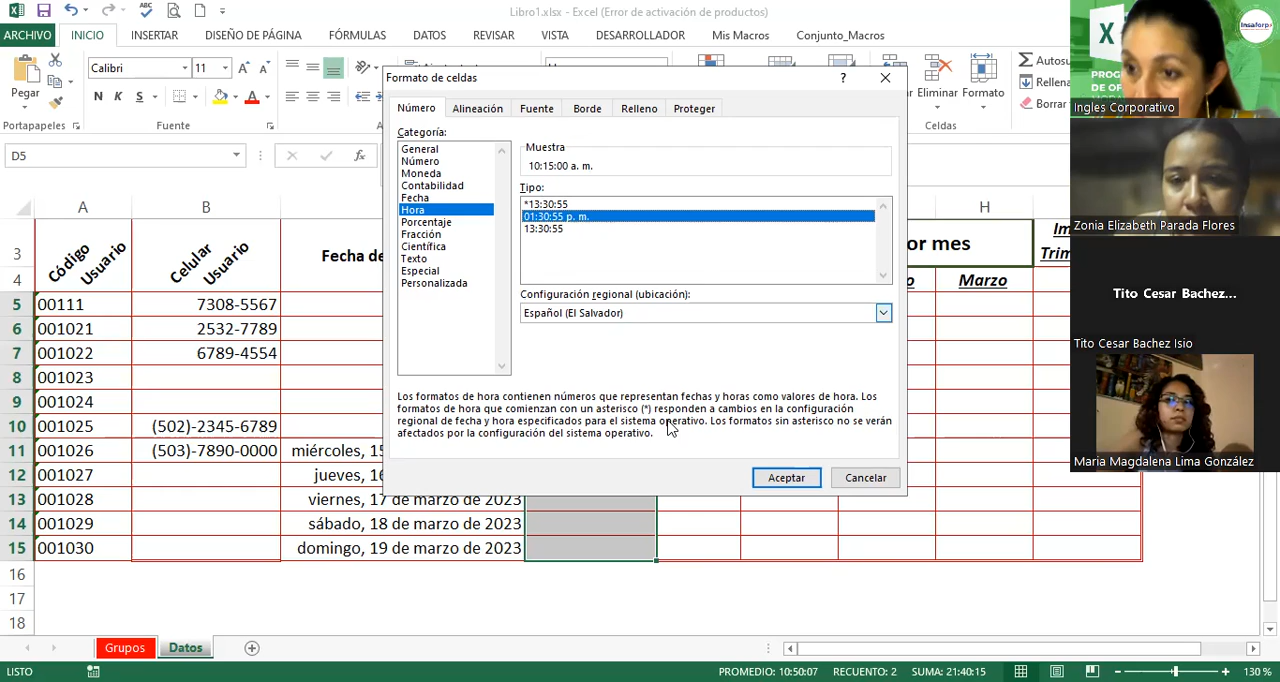 Libro1.xlsx - Excel (Error de activación de productos)
ARCHIVO INICIO INSERTAR DISEÑO DE PÁGINA FÓRMULAS DATOS REVISAR VISTA DESARROLLADOR Mis Macros Conjunto_Macros
Pegar
Calibri 11
N K S
Portapapeles Fuente
Eliminar Formato
Celdas
Autosu
Rellena
Borrar
D5
Formato de celdas
Número Alineación Fuente Borde Relleno Proteger
Categoría:
General
Número
Moneda
Contabilidad
Fecha
Hora
Porcentaje
Fracción
Científica
Texto
Especial
Personalizada
Muestra
10:15:00 a. m.
Tipo:
*13:30:55
01:30:55 p. m.
13:30:55
Configuración regional (ubicación):
Español (El Salvador)
Los formatos de hora contienen números que representan fechas y horas como valores de hora. Los
formatos de hora que comienzan con un asterisco (*) responden a cambios en la configuración
regional de fecha y hora especificados para el sistema operativo. Los formatos sin asterisco no se verán
afectados por la configuración del sistema operativo.
Aceptar Cancelar
A B H
3 Código Usuario Celular Usuario Fecha de or mes Im
Trim
4 o Marzo
5 00111 7308-5567
6 001021 2532-7789
7 001022 6789-4554
8 001023
9 001024
10 001025 (502)-2345-6789
11 001026 (503)-7890-0000 miércoles, 15
12 001027 jueves, 16
13 001028 viernes, 17 de marzo de 2023
14 001029 sábado, 18 de marzo de 2023
15 001030 domingo, 19 de marzo de 2023
16
17
18
Grupos Datos
LISTO PROMEDIO: 10:50:07 RECUENTO: 2 SUMA: 21:40:15 130 %
Insaforp
Ingles Corporativo
Zonia Elizabeth Parada Flores
Tito Cesar Bachez...
Tito Cesar Bachez Isio
Maria Magdalena Lima González